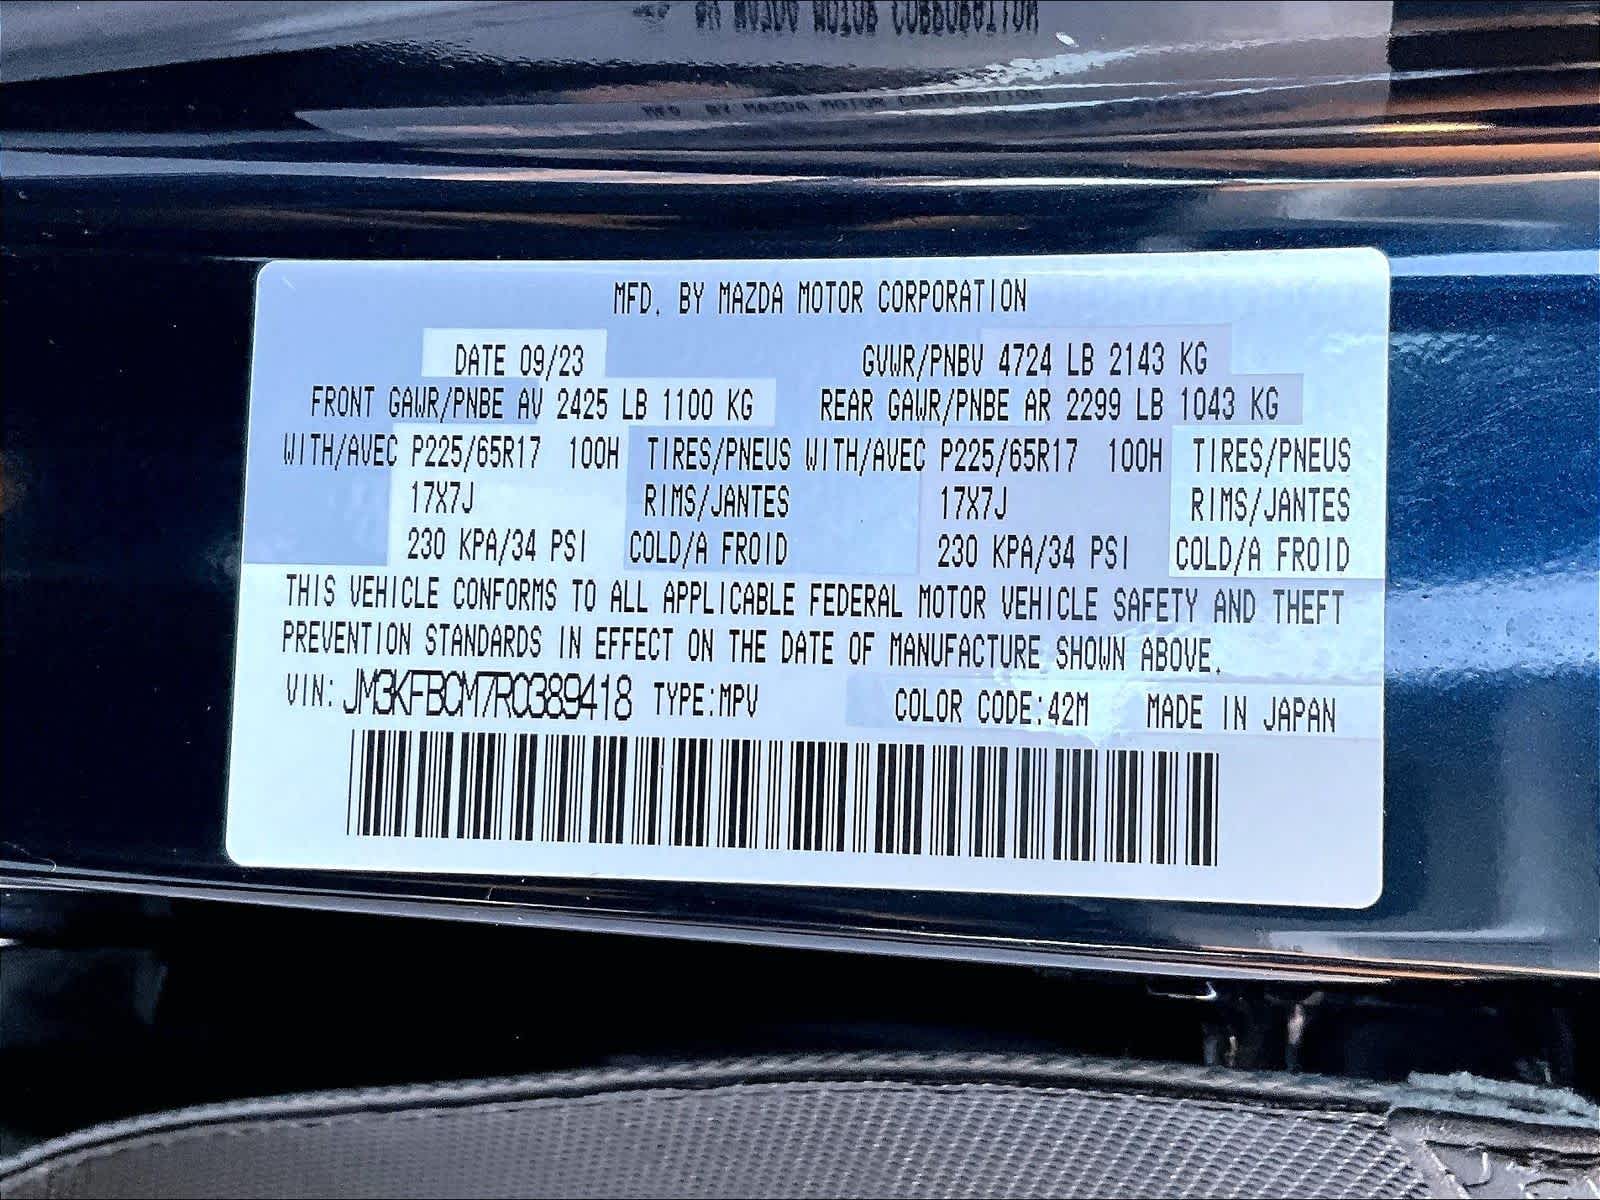 MFD. BY MAZDA MOTOR CORPORATION
DATE 09/23 GVWR/PNBV 4724 LB 2143 KG
FRONT GAWR/PNBE AV 2425 LB 1100 KG REAR GAWR/PNBE AR 2299 LB 1043 KG
WITH/AVEC P225/65R17 100H TIRES/PNEUS WITH/AVEC P225/65R17 100H TIRES/PNEUS
17X7J RIMS/JANTES 17X7J RIMS/JANTES
230 KPA/34 PSI COLD/A FROID 230 KPA/34 PSI COLD/A FROID
THIS VEHICLE CONFORMS TO ALL APPLICABLE FEDERAL MOTOR VEHICLE SAFETY AND THEFT
PREVENTION STANDARDS IN EFFECT ON THE DATE OF MANUFACTURE SHOWN ABOVE.
VIN: JM3KFBCM7R0389418 TYPE:MPV COLOR CODE:42M MADE IN JAPAN